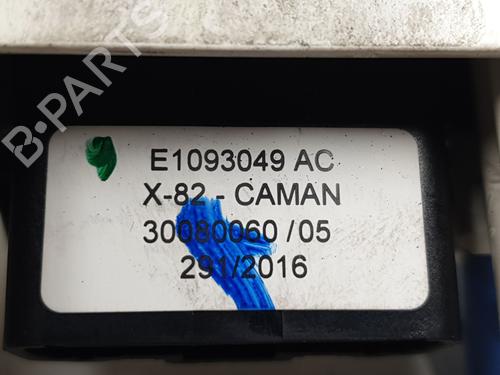 B-PARTS
E1093049 AC
X-82 - CAMAN
30080060 / 05
291/2016